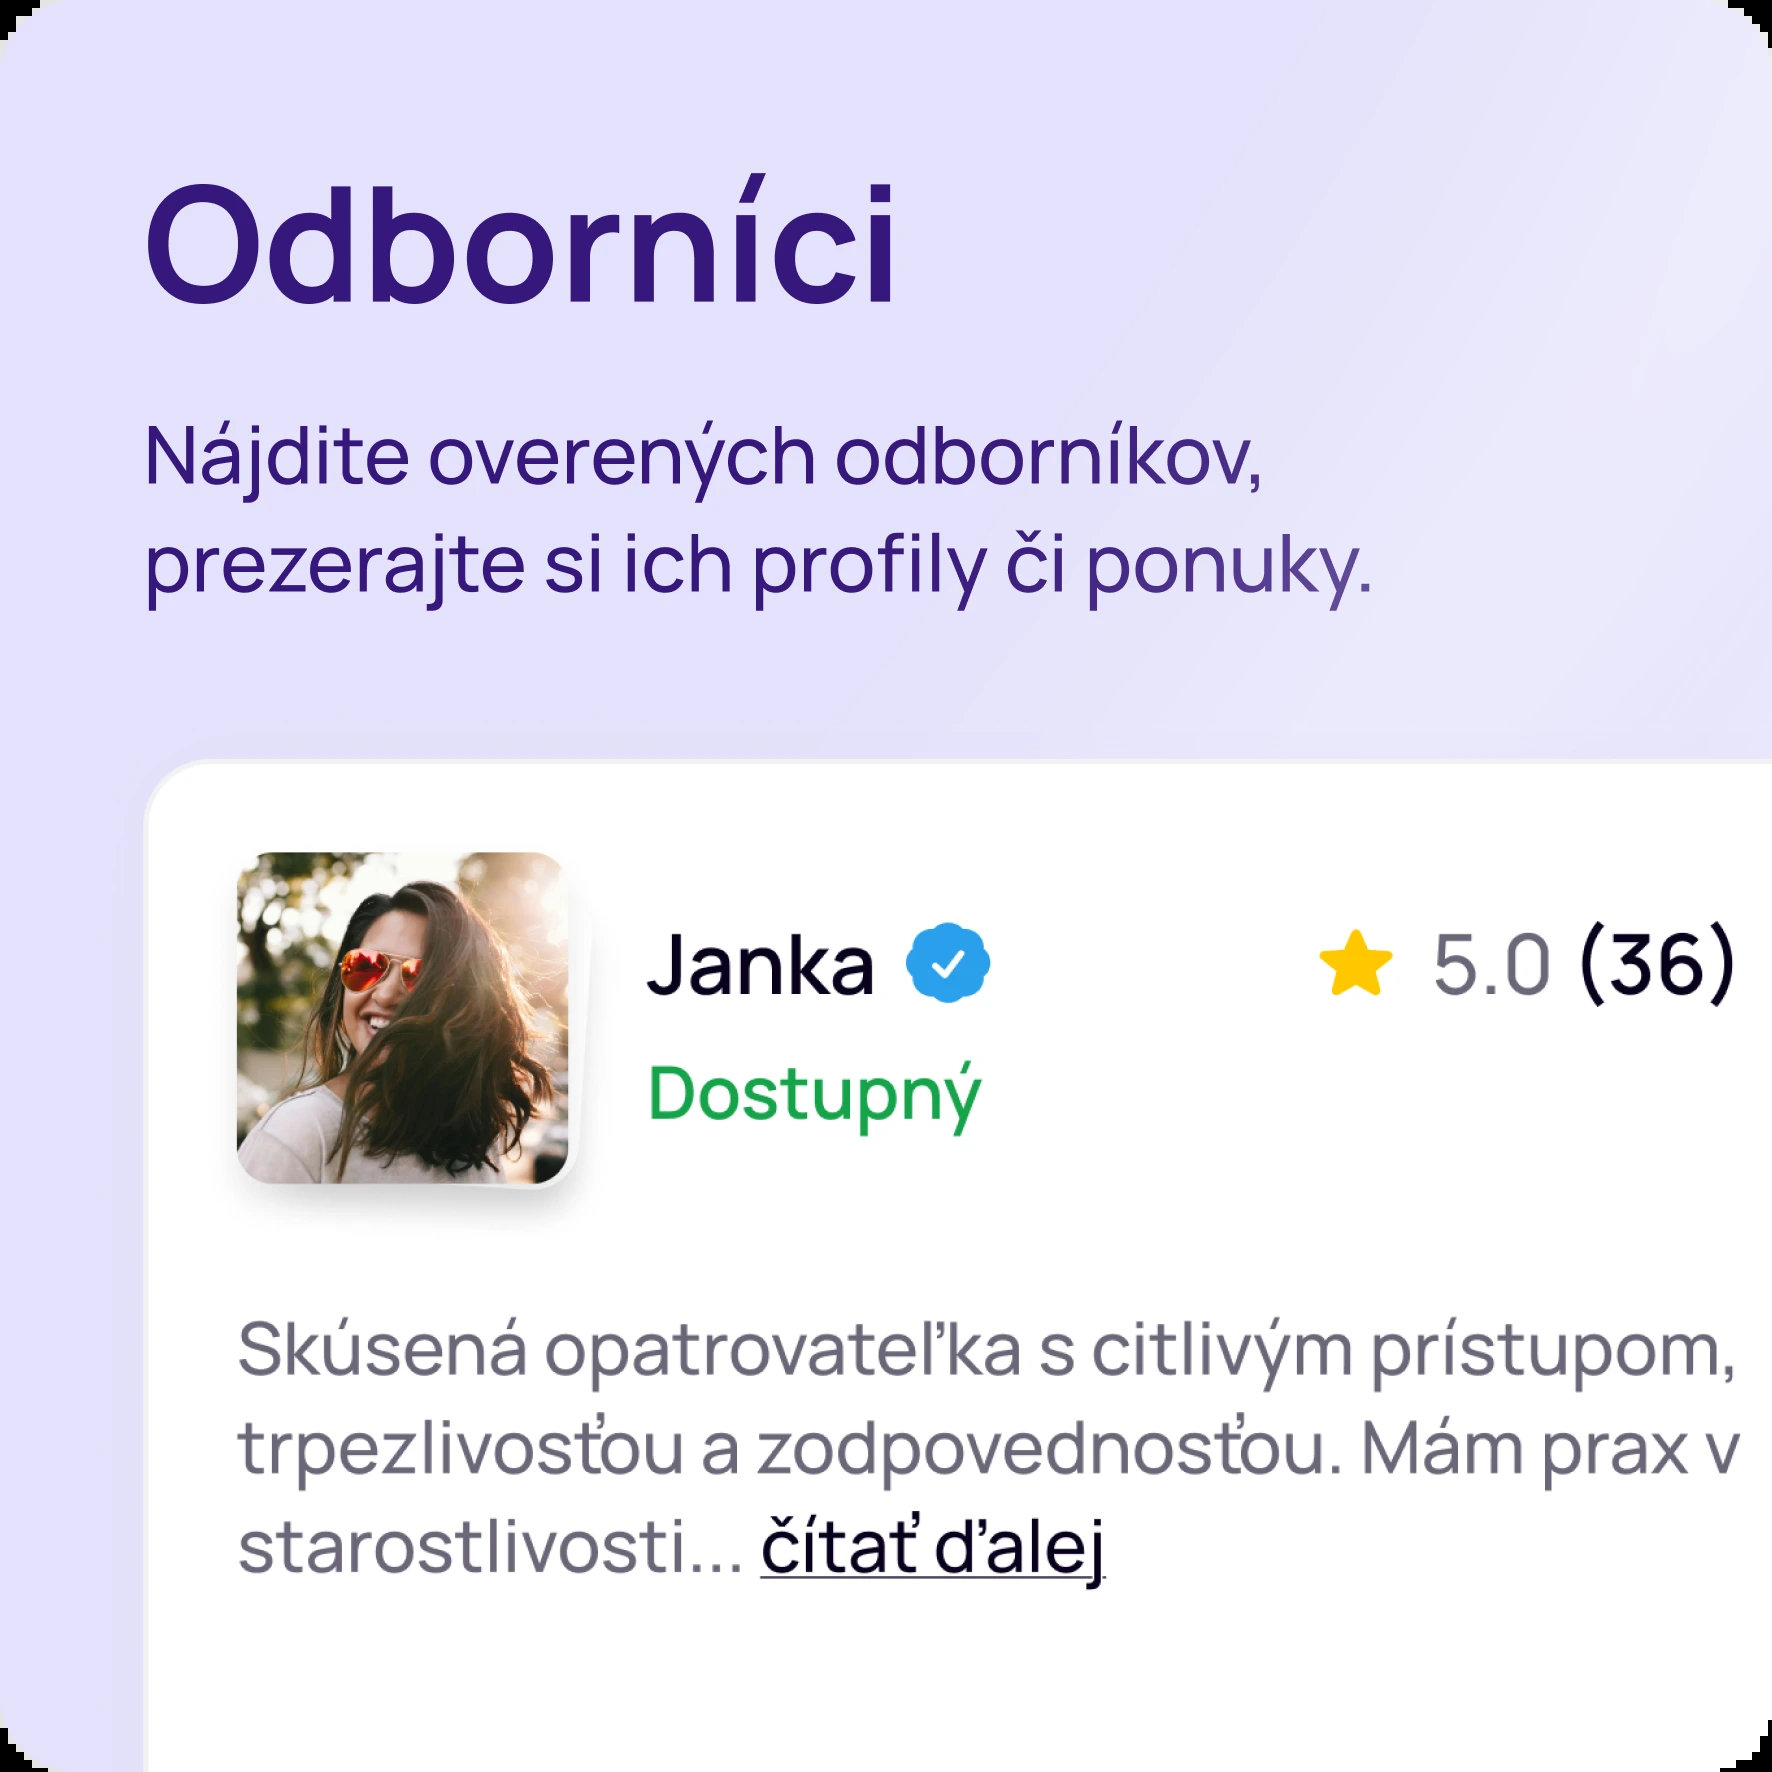 Odborníci
Nájdite overených odborníkov,
prezerajte si ich profily či ponuky.
Janka
5.0 (36)
Dostupný
Skúsená opatrovateľka s citlivým prístupom,
trpezlivosťou a zodpovednosťou. Mám prax v
starostlivosti... čítať ďalej